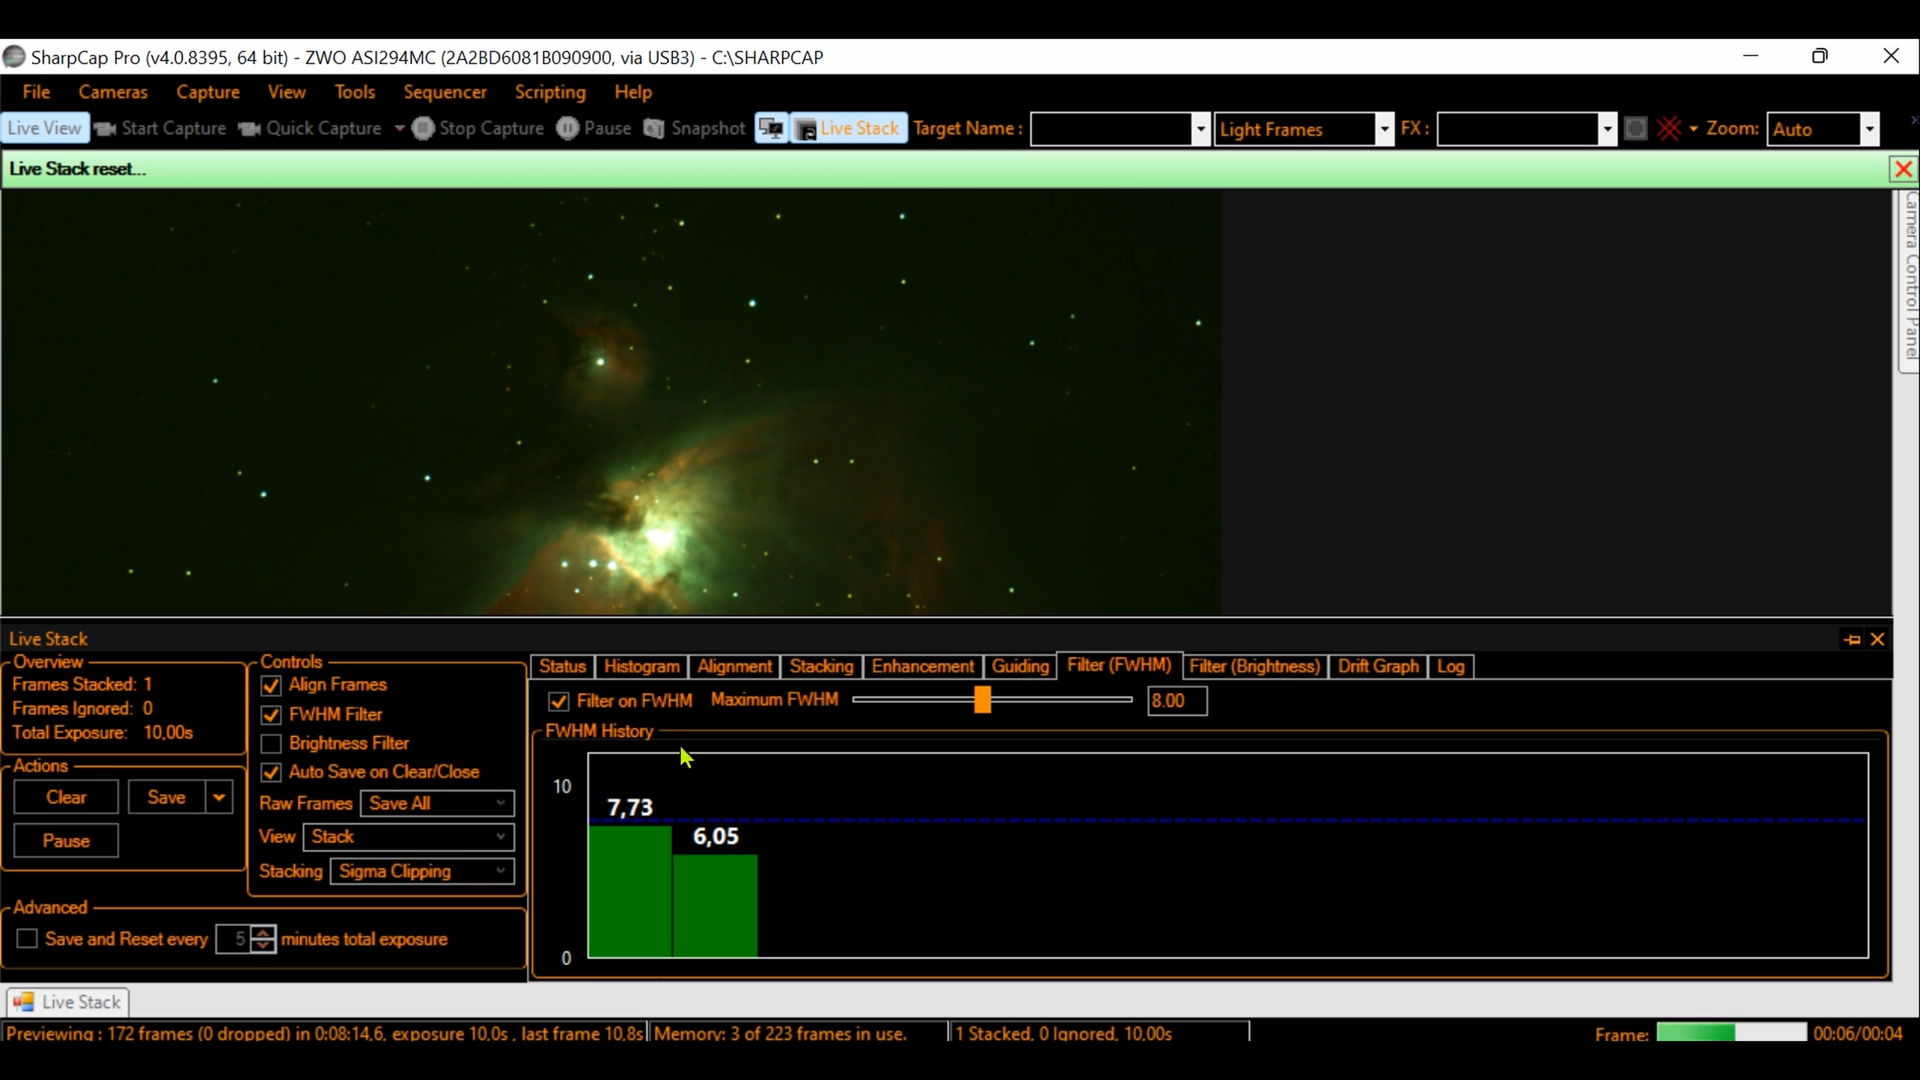 SharpCap Pro (v4.0.8395, 64 bit) - ZWO ASI294MC (2A2BD6081B090900, via USB3) - C:\SHARPCAP
File Cameras Capture View Tools Sequencer Scripting Help
Live View Start Capture Quick Capture Stop Capture Pause Snapshot Live Stack Target Name : Light Frames FX : Zoom: Auto
Live Stack reset...
Camera Control Panel
Live Stack
Overview
Frames Stacked: 1
Frames Ignored: 0
Total Exposure: 10,00s
Actions
Clear Save
Pause
Controls
Align Frames
FWHM Filter
Brightness Filter
Auto Save on Clear/Close
Raw Frames Save All
View Stack
Stacking Sigma Clipping
Advanced
Save and Reset every 5 minutes total exposure
Status Histogram Alignment Stacking Enhancement Guiding Filter (FWHM) Filter (Brightness) Drift Graph Log
Filter on FWHM Maximum FWHM 8.00
FWHM History
10
7,73
6,05
0
Live Stack
Previewing : 172 frames (0 dropped) in 0:08:14,6, exposure 10,0s , last frame 10,8s Memory: 3 of 223 frames in use. 1 Stacked, 0 Ignored, 10,00s Frame: 00:06/00:04